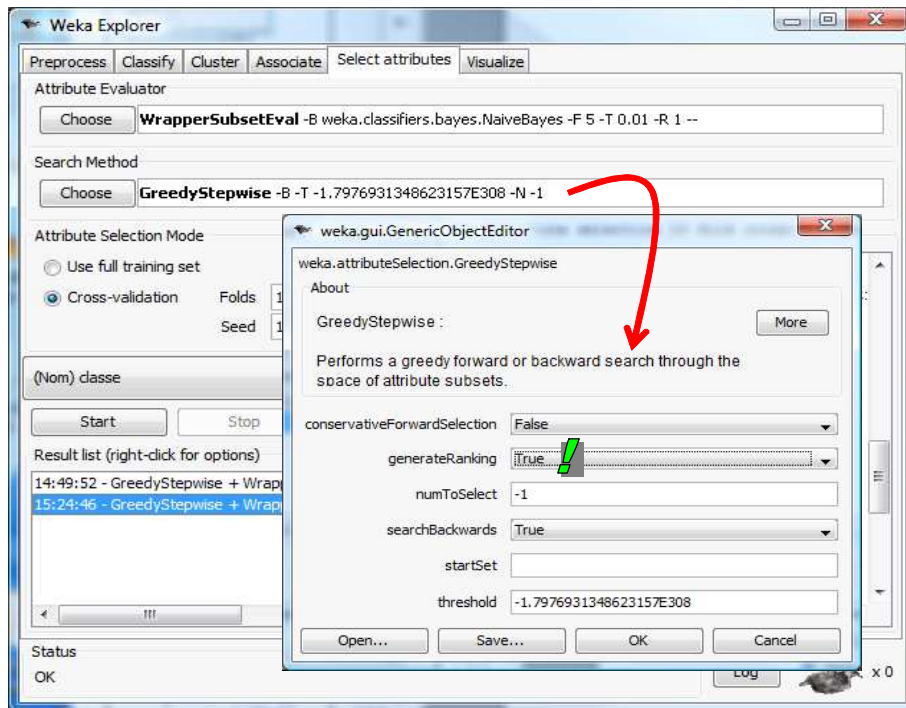 Weka Explorer
Preprocess Classify Cluster Associate Select attributes Visualize
Attribute Evaluator
Choose WrapperSubsetEval -B weka.classifiers.bayes.NaiveBayes -F 5 -T 0.01 -R 1 --
Search Method
Choose GreedyStepwise -B -T -1.7976931348623157E308 -N -1
Attribute Selection Mode
Use full training set
Cross-validation Folds 1
Seed 1
(Nom) classe
Start Stop
Result list (right-click for options)
14:49:52 - GreedyStepwise + Wrap
15:24:46 - GreedyStepwise + Wrap
Status
OK
Log x 0
weka.gui.GenericObjectEditor
weka.attributeSelection.GreedyStepwise
About
GreedyStepwise :
More
Performs a greedy forward or backward search through the
space of attribute subsets.
conservativeForwardSelection False
generateRanking True !
numToSelect -1
searchBackwards True
startSet
threshold -1.7976931348623157E308
Open... Save... OK Cancel